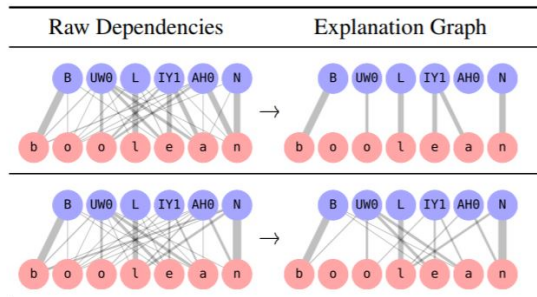 Raw Dependencies Explanation Graph
B UW0 L IY1 AH0 N B UW0 L IY1 AH0 N
→
b o o l e a n b o o l e a n
B UW0 L IY1 AH0 N B UW0 L IY1 AH0 N
→
b o o l e a n b o o l e a n